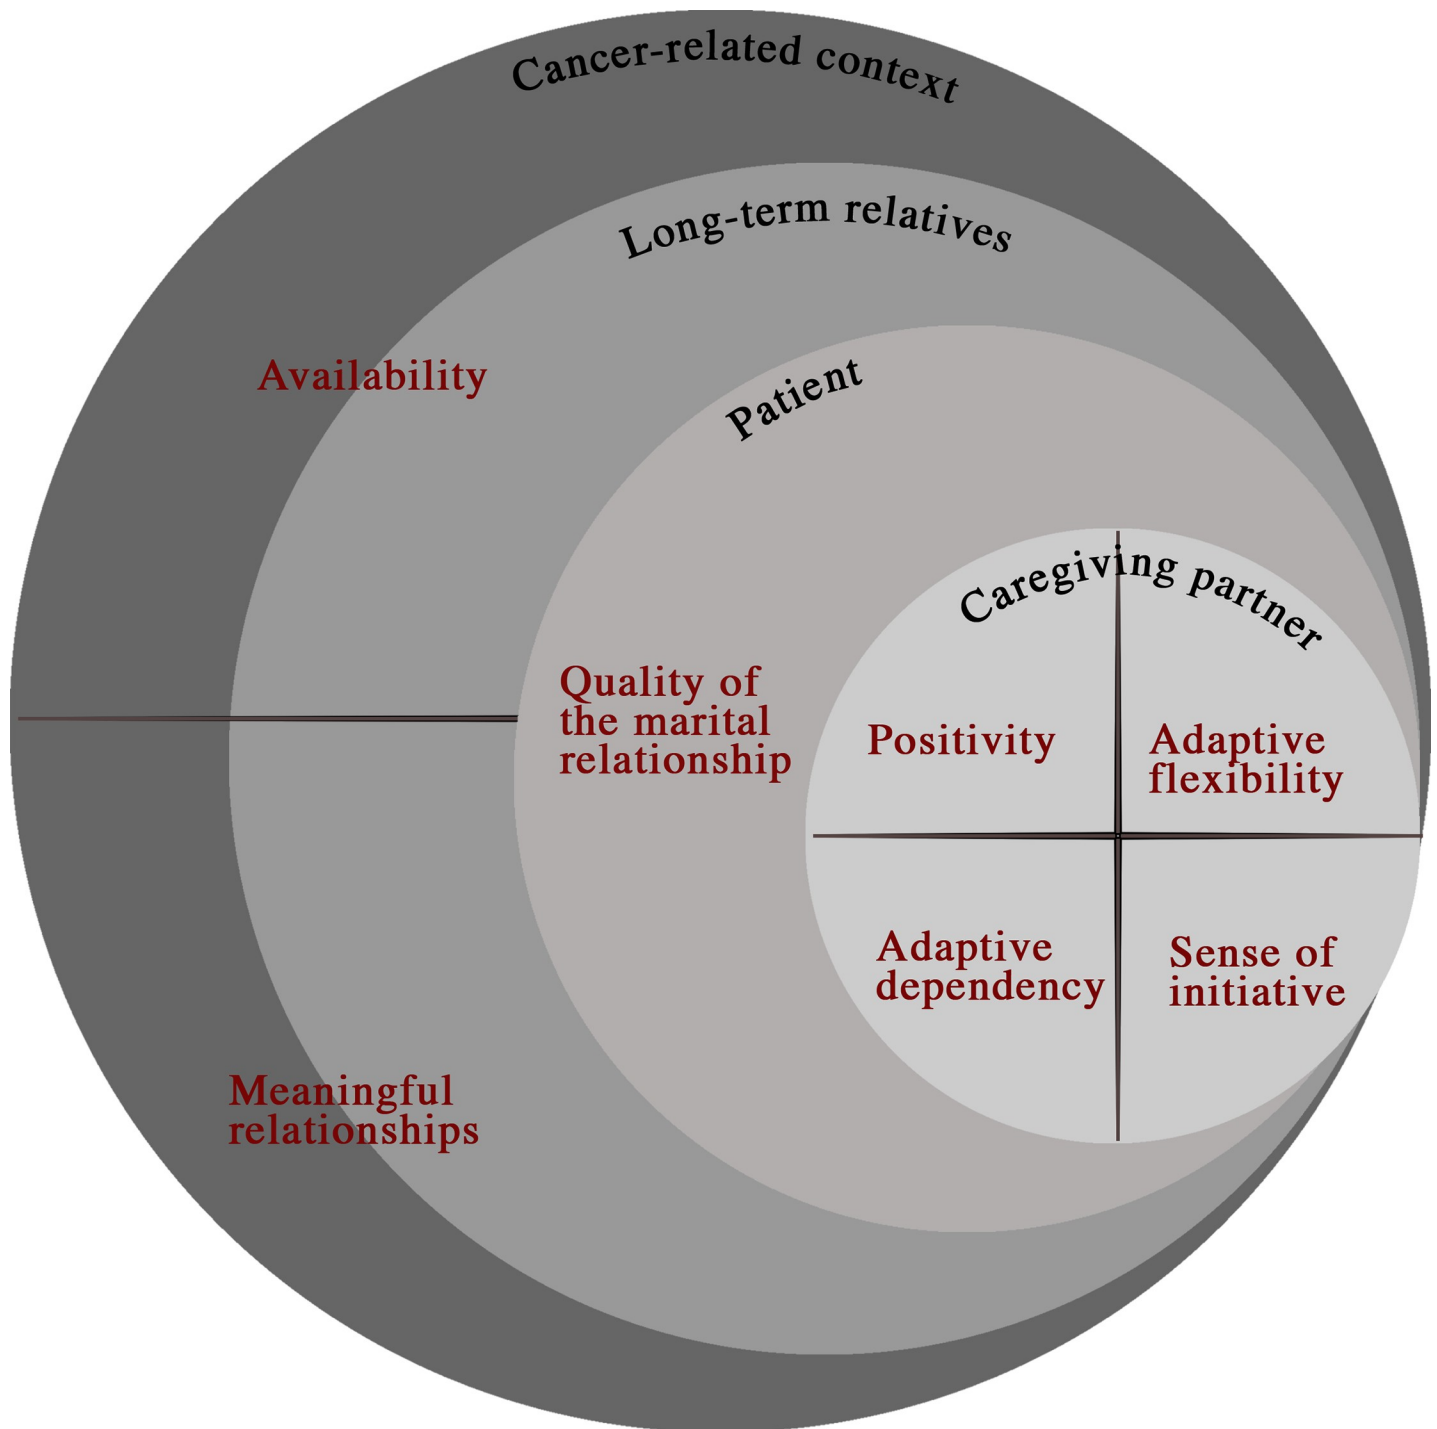 Cancer-related context
Long-term relatives
Patient
Availability
Caregiving partner
Quality of
the marital
relationship
Positivity
Adaptive
flexibility
Adaptive
dependency
Sense of
initiative
Meaningful
relationships